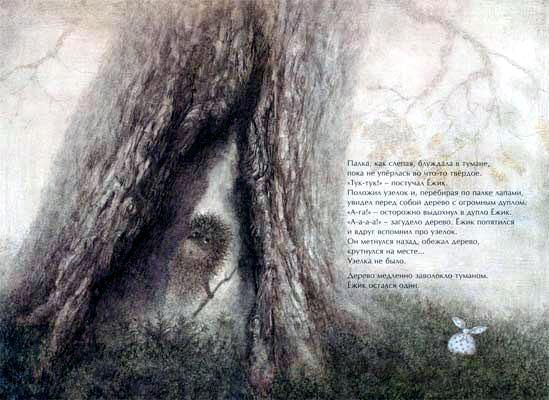 Палка, как слепая, блуждала в тумане,
пока не упёрлась во что-то твёрдое.
«Тук-тук!» – постучал Ёжик.
Положил узелок и, перебирая по палке лапами,
увидел перед собой дерево с огромным дуплом.
«А-га!» – осторожно выдохнул в дупло Ёжик.
«А-а-а-а!» – загудело дерево. Ёжик попятился
и вдруг вспомнил про узелок.
Он метнулся назад, обежал дерево,
крутнулся на месте...
Узелка не было.
Дерево медленно заволокло туманом.
Ёжик остался один.